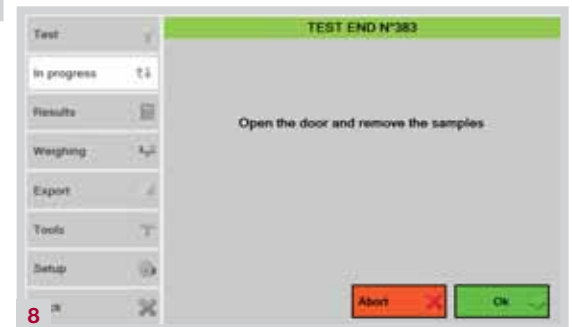 Test
TEST END N°383
In progress
Results
Open the door and remove the samples
Weighing
Export
Tools
Setup
Abort
Ok
8